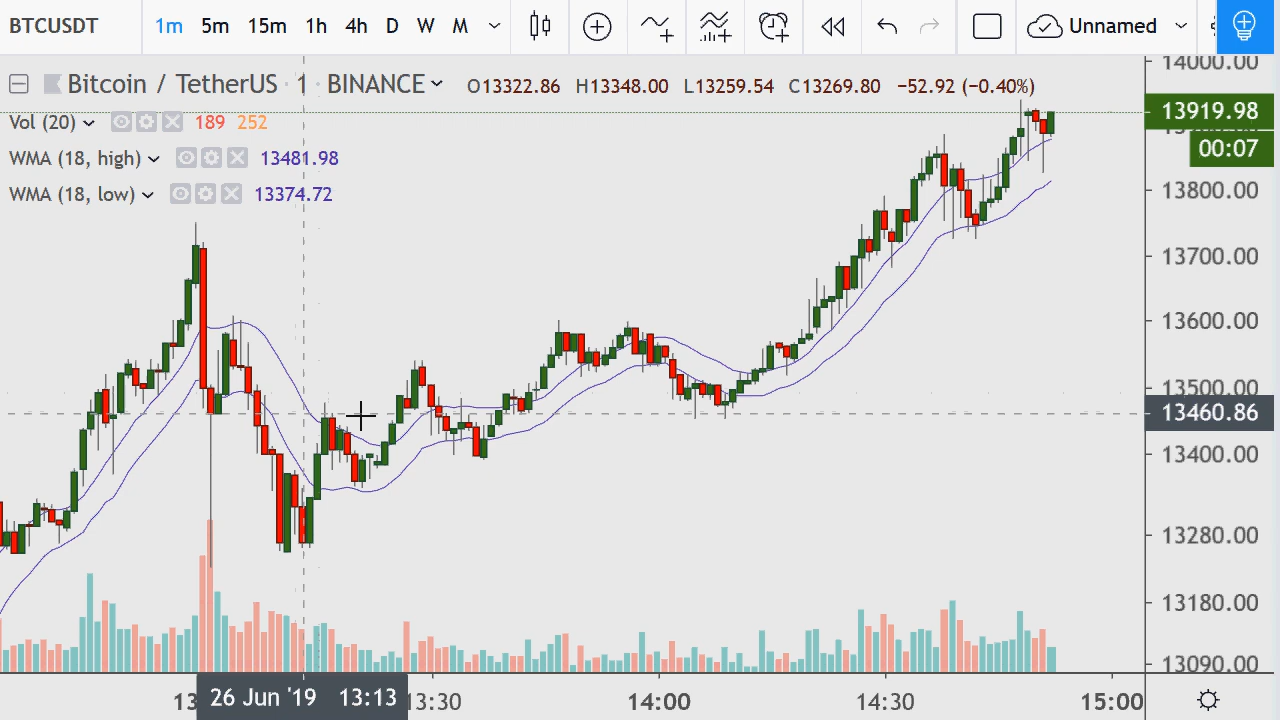 BTCUSDT 1m 5m 15m 1h 4h D W M Unnamed
Bitcoin / TetherUS · 1 · BINANCE O13322.86 H13348.00 L13259.54 C13269.80 −52.92 (−0.40%)
Vol (20) 189 252
WMA (18, high) 13481.98
WMA (18, low) 13374.72
14000.00
13919.98
00:07
13800.00
13700.00
13600.00
13500.00
13460.86
13400.00
13280.00
13180.00
13090.00
26 Jun '19 13:13 13:30 14:00 14:30 15:00